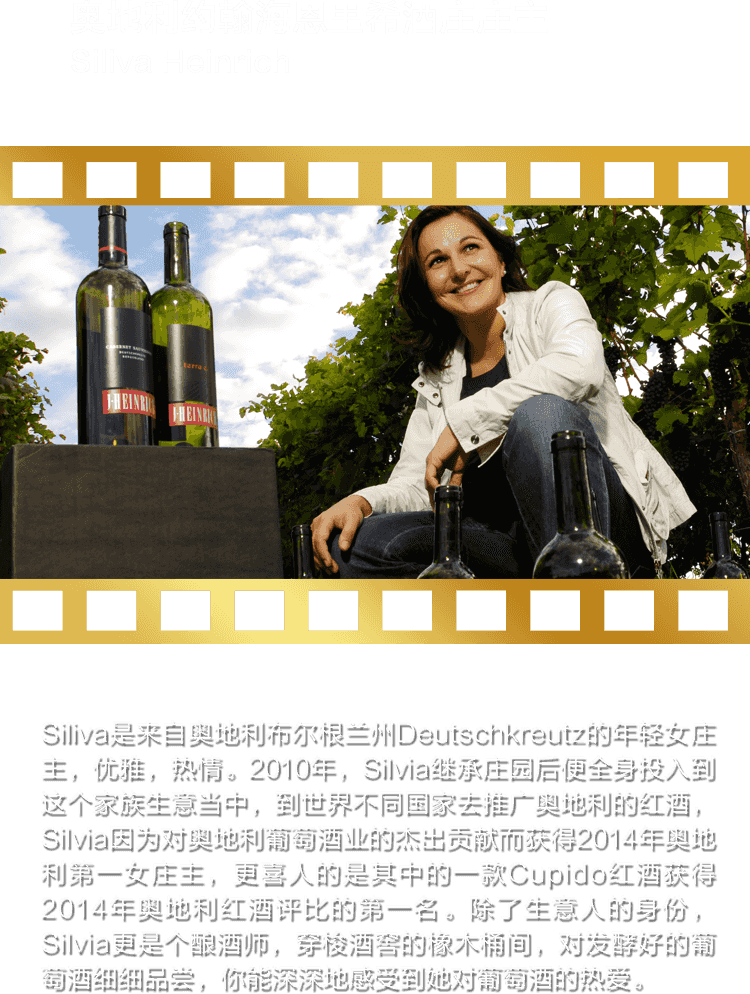 Siliva Heinrich
CABERNET SAUVIGNON
terra o.
J·HEINRICH
J·HEINRICH
Siliva是来自奥地利布尔根兰州Deutschkreutz的年轻女庄
主，优雅，热情。2010年，Silvia继承庄园后便全身投入到
这个家族生意当中，到世界不同国家去推广奥地利的红酒，
Silvia因为对奥地利葡萄酒业的杰出贡献而获得2014年奥地
利第一女庄主，更喜人的是其中的一款Cupido红酒获得
2014年奥地利红酒评比的第一名。除了生意人的身份，
Silvia更是个酿酒师，穿梭酒窖的橡木桶间，对发酵好的葡
萄酒细细品尝，你能深深地感受到她对葡萄酒的热爱。